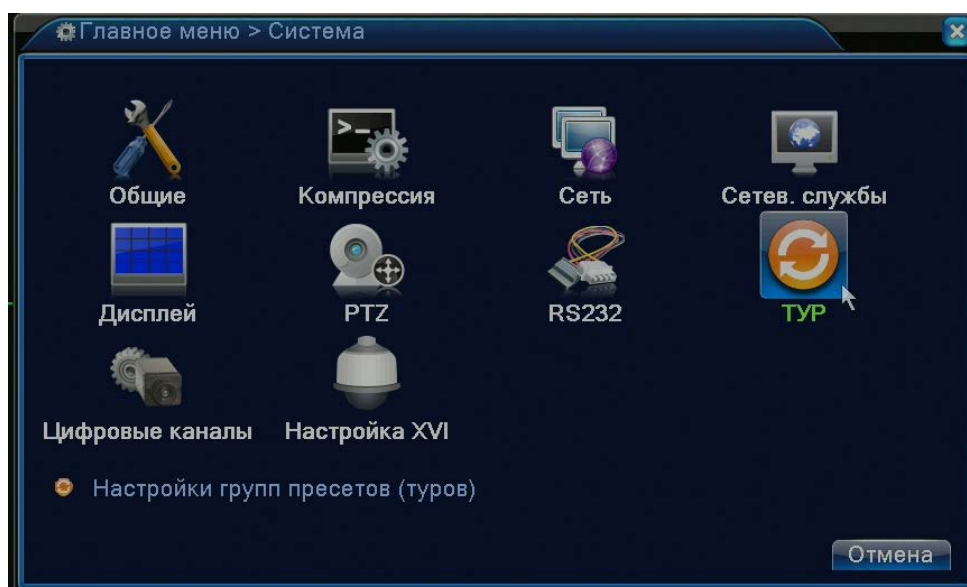 Главное меню > Система
Общие
Компрессия
Сеть
Сетев. службы
Дисплей
PTZ
RS232
ТУР
Цифровые каналы
Настройка XVI
Настройки групп пресетов (туров)
Отмена